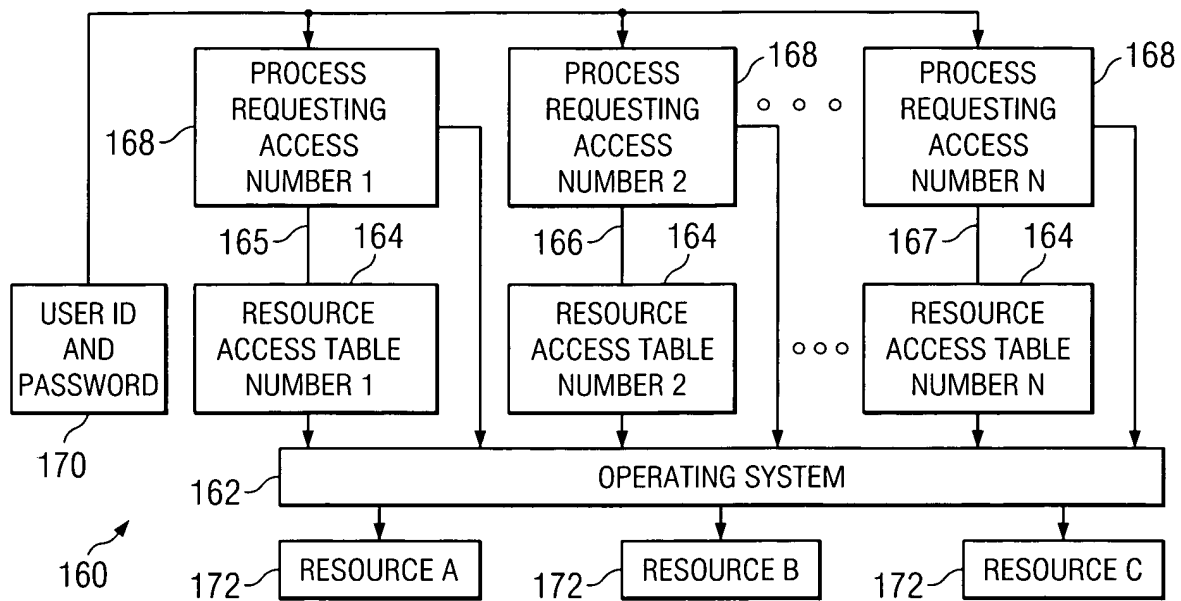 PROCESS
REQUESTING
ACCESS
NUMBER 1
168
PROCESS
REQUESTING
ACCESS
NUMBER 2
168
PROCESS
REQUESTING
ACCESS
NUMBER N
168
165
164
166
164
167
164
USER ID
AND
PASSWORD
170
RESOURCE
ACCESS TABLE
NUMBER 1
RESOURCE
ACCESS TABLE
NUMBER 2
RESOURCE
ACCESS TABLE
NUMBER N
162
OPERATING SYSTEM
160
172
RESOURCE A
172
RESOURCE B
172
RESOURCE C